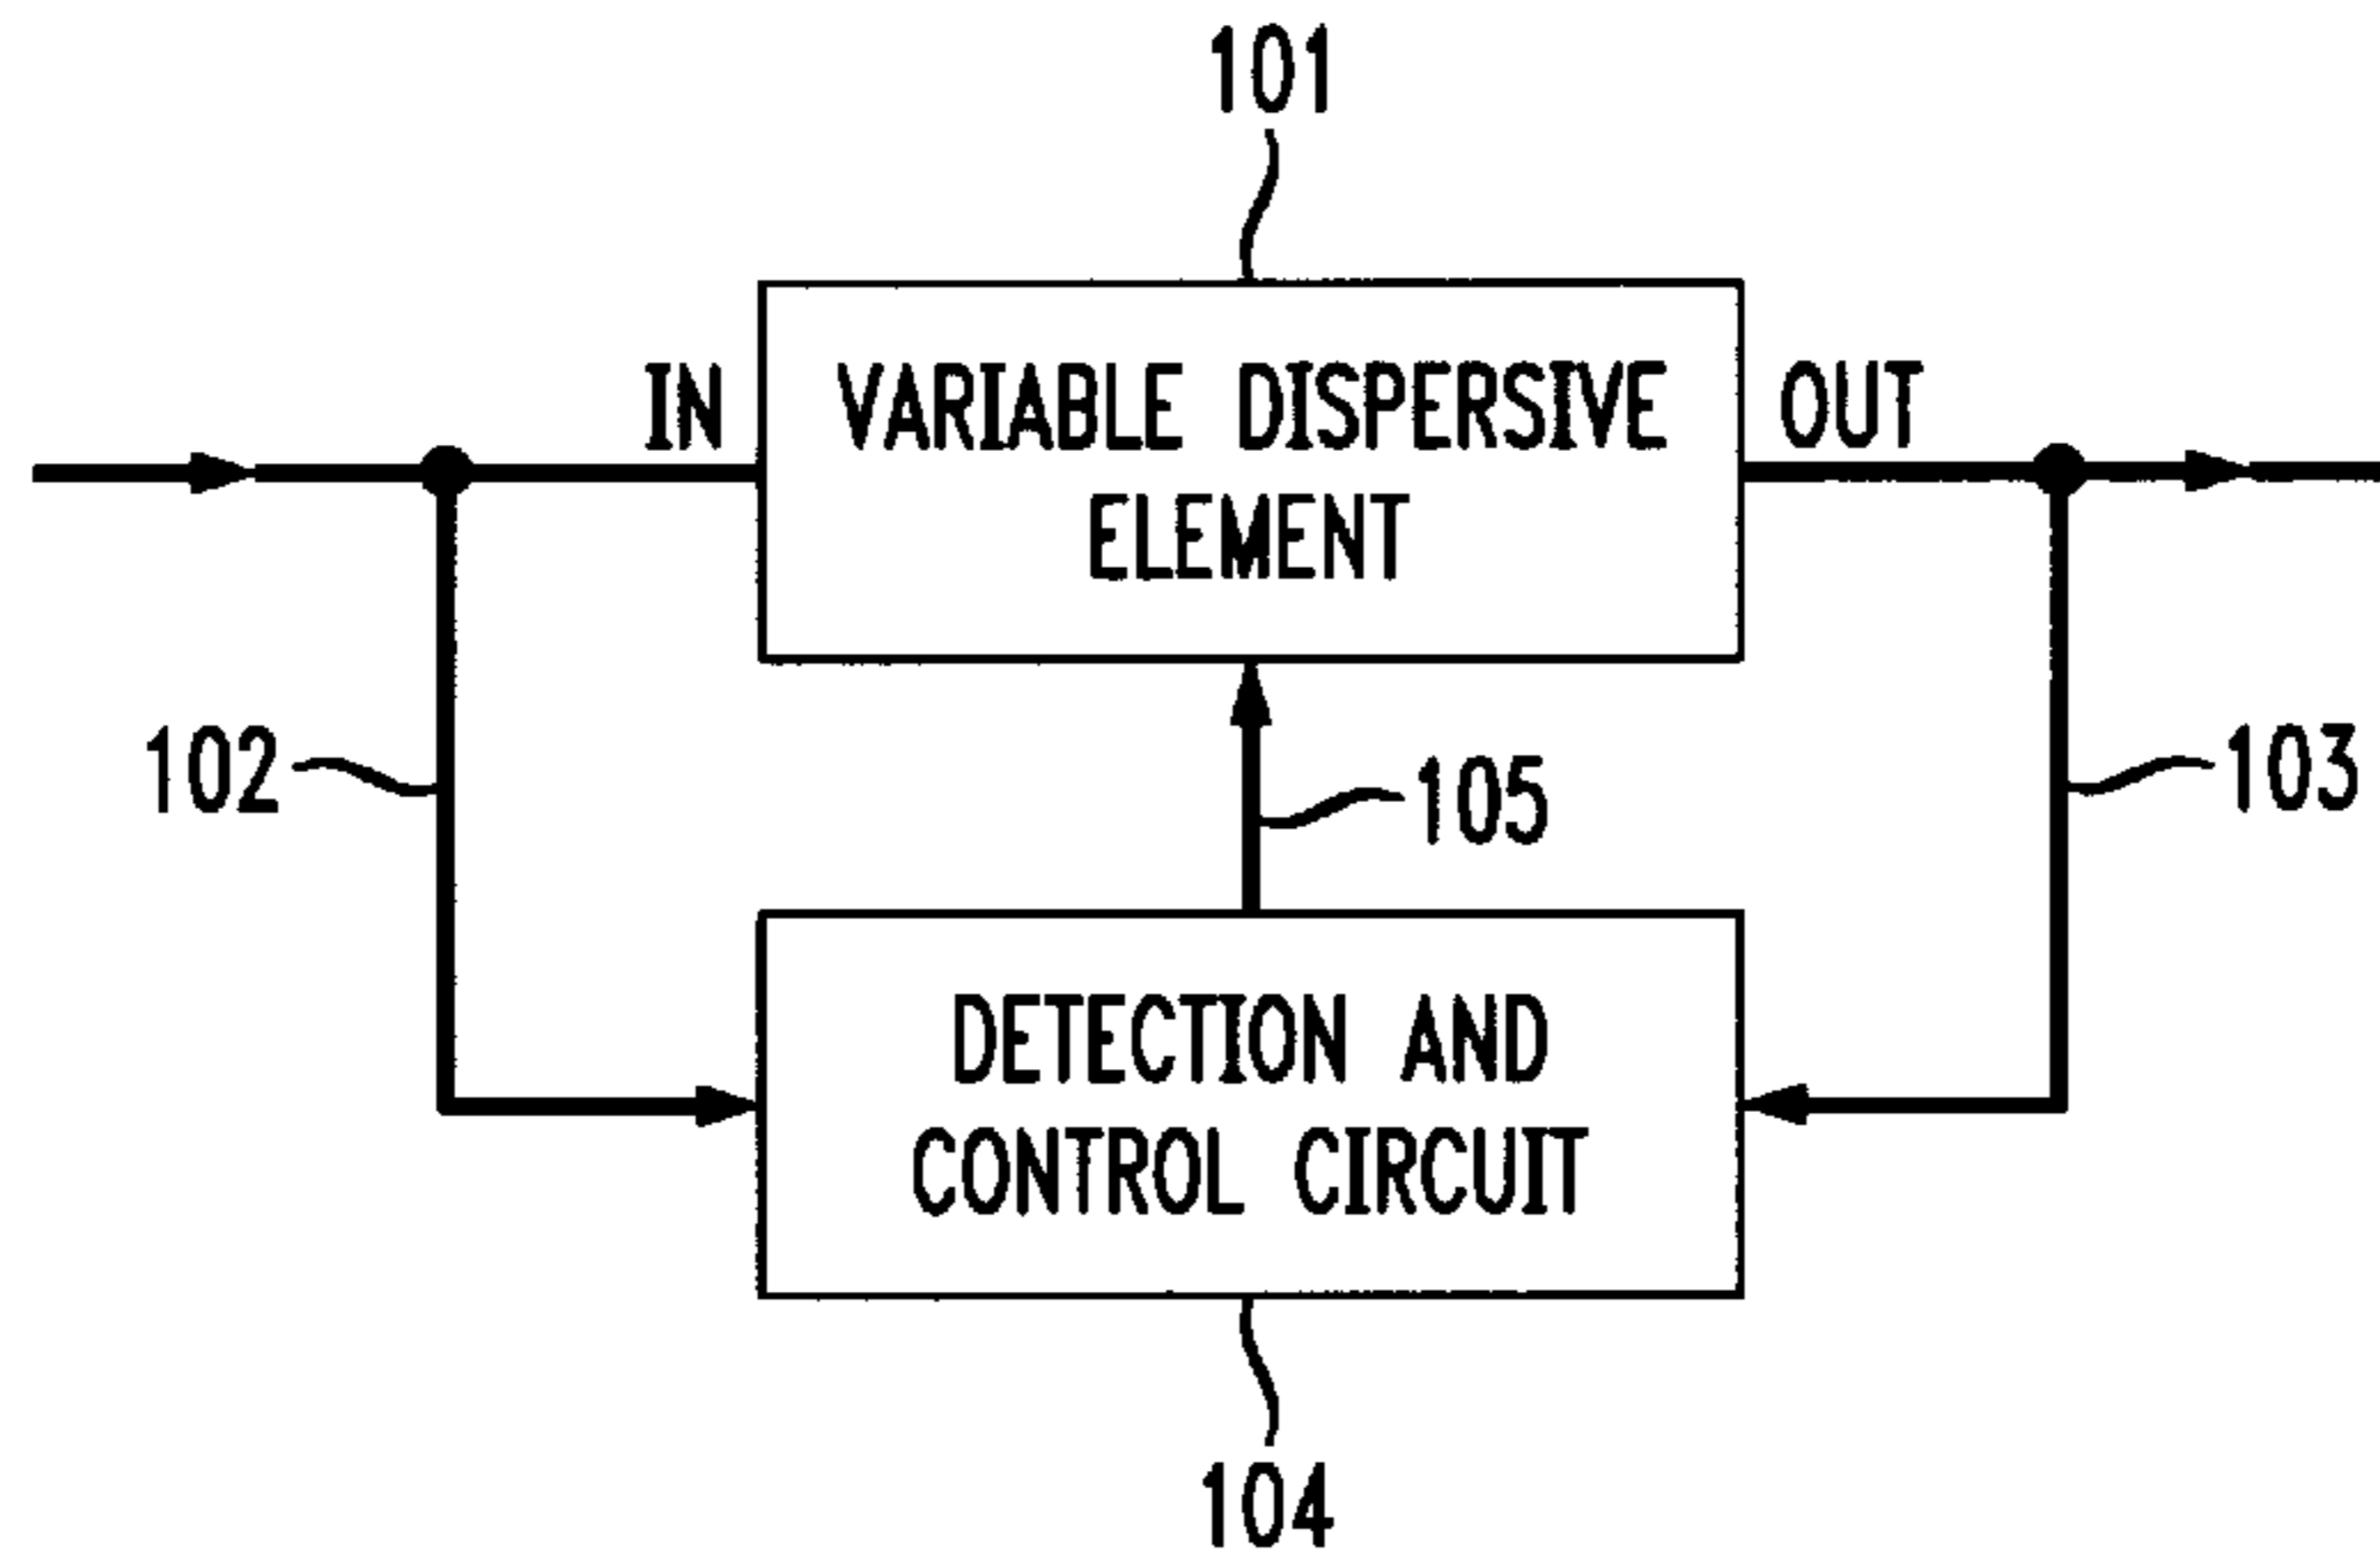 101
IN
VARIABLE DISPERSIVE
ELEMENT
OUT
102
105
103
DETECTION AND
CONTROL CIRCUIT
104